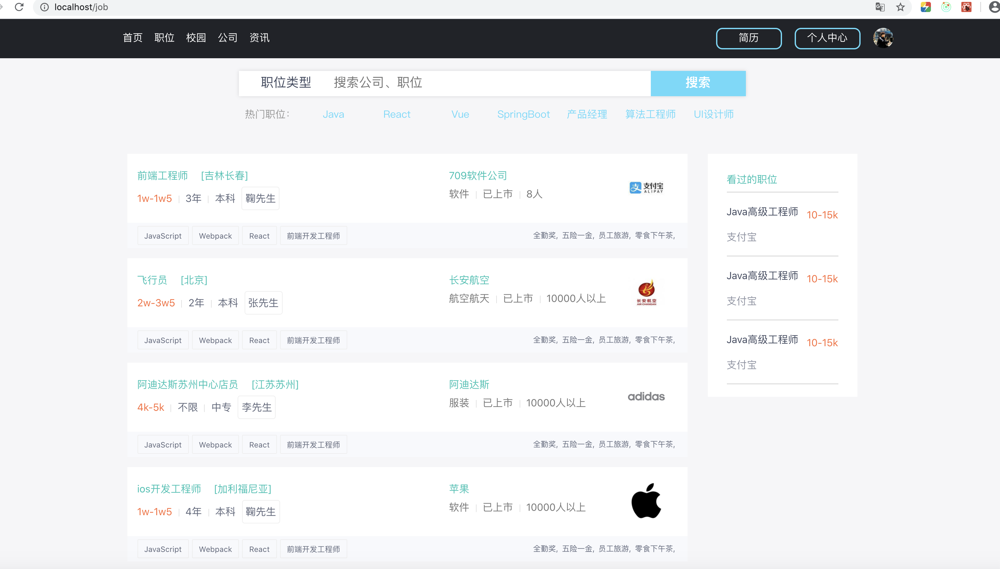 localhost/job
首页 职位 校园 公司 资讯 简历 个人中心
职位类型 搜索公司、职位 搜索
热门职位： Java React Vue SpringBoot 产品经理 算法工程师 UI设计师
前端工程师 [吉林长春]
1w-1w5 3年 本科 鞠先生
709软件公司
软件 已上市 8人
支付宝
ALIPAY
JavaScript Webpack React 前端开发工程师 全勤奖，五险一金，员工旅游，零食下午茶，
飞行员 [北京]
2w-3w5 2年 本科 张先生
长安航空
航空航天 已上市 10000人以上
长安航空
AIR CHANGAN
JavaScript Webpack React 前端开发工程师 全勤奖，五险一金，员工旅游，零食下午茶，
阿迪达斯苏州中心店员 [江苏苏州]
4k-5k 不限 中专 李先生
阿迪达斯
服装 已上市 10000人以上
adidas
JavaScript Webpack React 前端开发工程师 全勤奖，五险一金，员工旅游，零食下午茶，
ios开发工程师 [加利福尼亚]
1w-1w5 4年 本科 鞠先生
苹果
软件 已上市 10000人以上
JavaScript Webpack React 前端开发工程师 全勤奖，五险一金，员工旅游，零食下午茶，
看过的职位
Java高级工程师 10-15k
支付宝
Java高级工程师 10-15k
支付宝
Java高级工程师 10-15k
支付宝